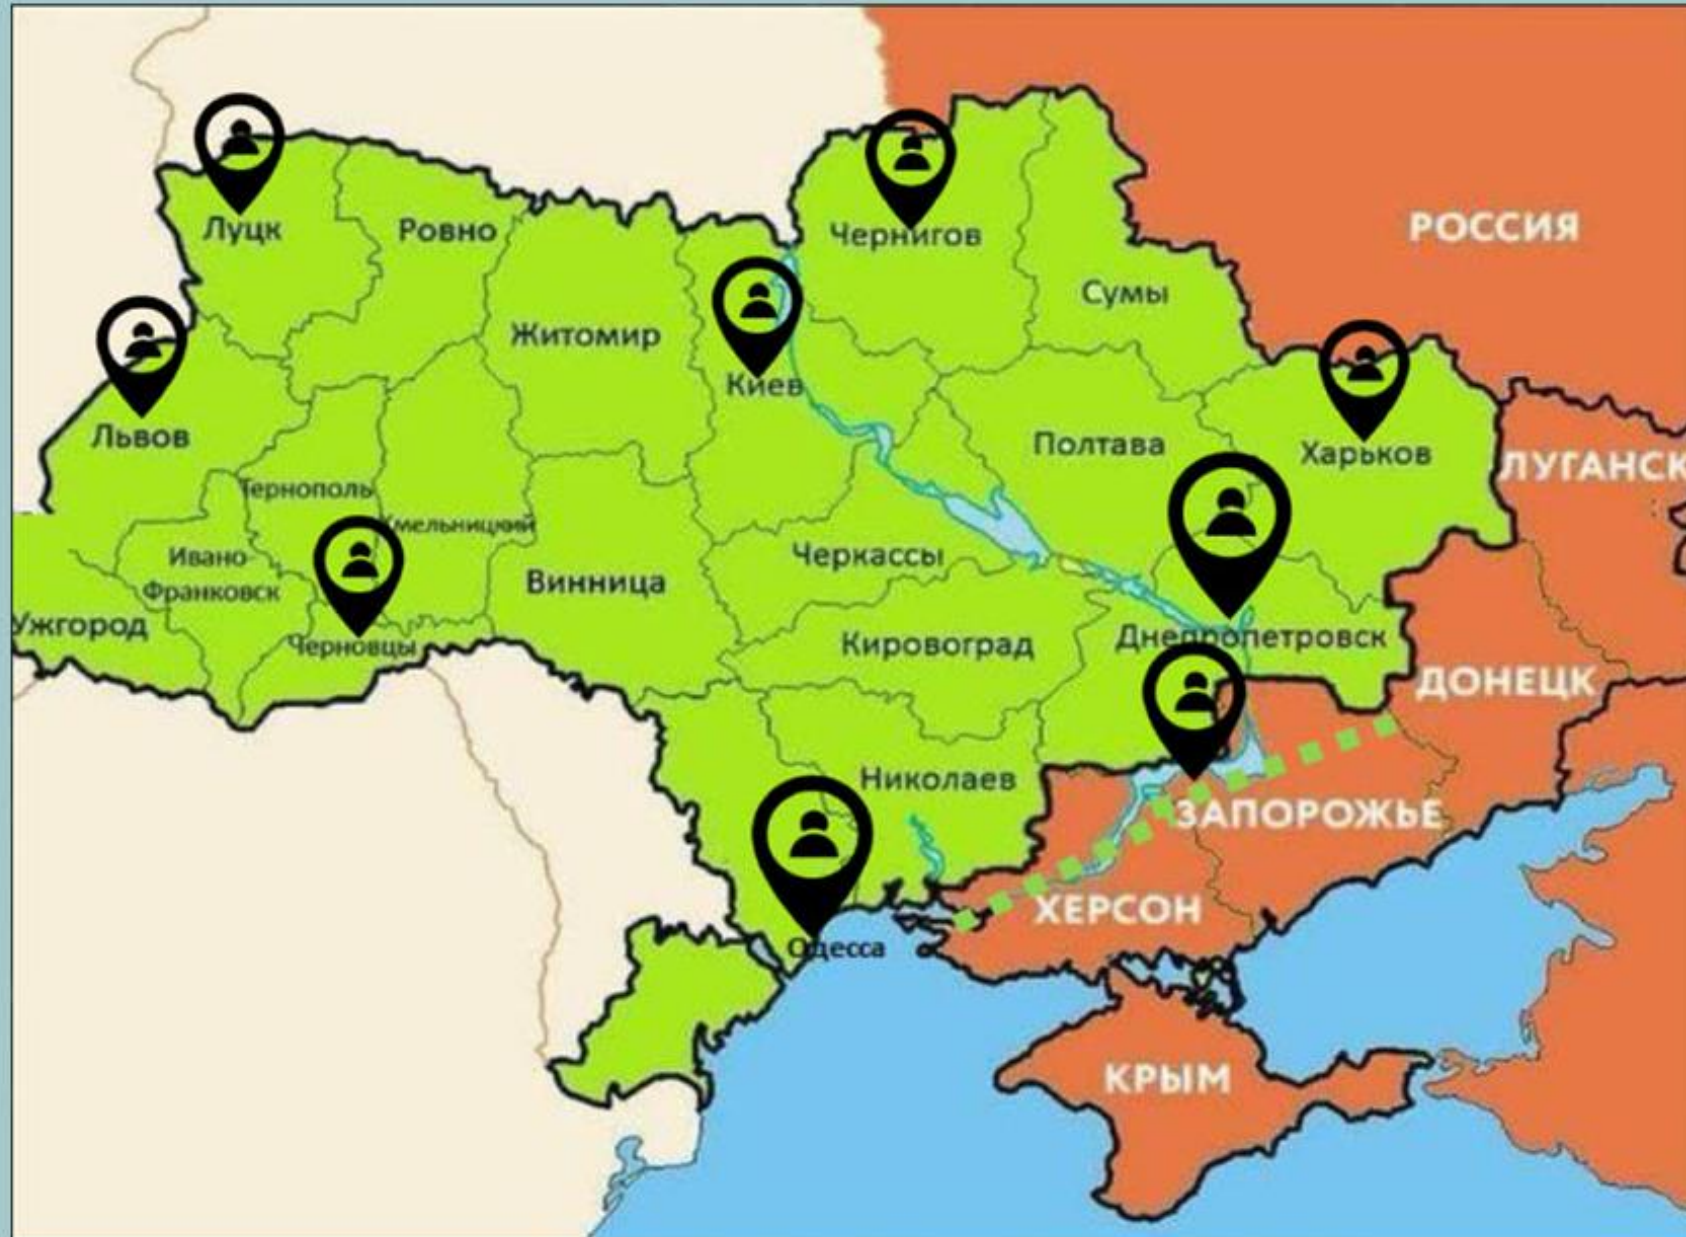 РОССИЯ
Луцк
Ровно
Чернигов
Сумы
Житомир
Киев
Львов
Полтава
Харьков
ЛУГАНСК
Тернополь
Хмельницкий
Ивано-
Франковск
Винница
Черкассы
Ужгород
Черновцы
Кировоград
Днепропетровск
ДОНЕЦК
Николаев
ЗАПОРОЖЬЕ
ХЕРСОН
Одесса
КРЫМ